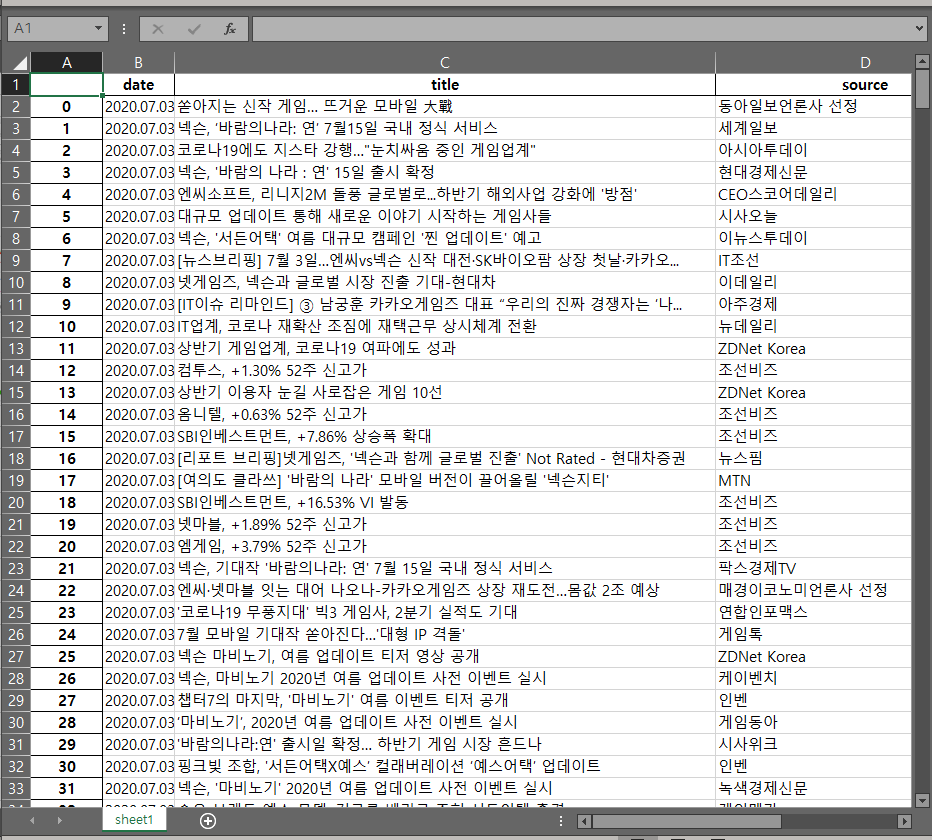 A1
fx
A B C D
1 date title source
2 0 2020.07.03 쏟아지는 신작 게임... 뜨거운 모바일 大戰 동아일보언론사 선정
3 1 2020.07.03 넥슨, ‘바람의나라: 연’ 7월15일 국내 정식 서비스 세계일보
4 2 2020.07.03 코로나19에도 지스타 강행..."눈치싸움 중인 게임업계" 아시아투데이
5 3 2020.07.03 넥슨, '바람의 나라 : 연' 15일 출시 확정 현대경제신문
6 4 2020.07.03 엔씨소프트, 리니지2M 돌풍 글로벌로...하반기 해외사업 강화에 '방점' CEO스코어데일리
7 5 2020.07.03 대규모 업데이트 통해 새로운 이야기 시작하는 게임사들 시사오늘
8 6 2020.07.03 넥슨, '서든어택' 여름 대규모 캠페인 '찐 업데이트' 예고 이뉴스투데이
9 7 2020.07.03 [뉴스브리핑] 7월 3일...엔씨vs넥슨 신작 대전·SK바이오팜 상장 첫날·카카오... IT조선
10 8 2020.07.03 넷게임즈, 넥슨과 글로벌 시장 진출 기대-현대차 이데일리
11 9 2020.07.03 [IT이슈 리마인드] ③ 남궁훈 카카오게임즈 대표 “우리의 진짜 경쟁자는 ‘나... 아주경제
12 10 2020.07.03 IT업계, 코로나 재확산 조짐에 재택근무 상시체계 전환 뉴데일리
13 11 2020.07.03 상반기 게임업계, 코로나19 여파에도 성과 ZDNet Korea
14 12 2020.07.03 컴투스, +1.30% 52주 신고가 조선비즈
15 13 2020.07.03 상반기 이용자 눈길 사로잡은 게임 10선 ZDNet Korea
16 14 2020.07.03 옴니텔, +0.63% 52주 신고가 조선비즈
17 15 2020.07.03 SBI인베스트먼트, +7.86% 상승폭 확대 조선비즈
18 16 2020.07.03 [리포트 브리핑]넷게임즈, '넥슨과 함께 글로벌 진출' Not Rated - 현대차증권 뉴스핌
19 17 2020.07.03 [여의도 클라쓰] '바람의 나라' 모바일 버전이 끌어올릴 '넥슨지티' MTN
20 18 2020.07.03 SBI인베스트먼트, +16.53% VI 발동 조선비즈
21 19 2020.07.03 넷마블, +1.89% 52주 신고가 조선비즈
22 20 2020.07.03 엠게임, +3.79% 52주 신고가 조선비즈
23 21 2020.07.03 넥슨, 기대작 '바람의나라: 연' 7월 15일 국내 정식 서비스 팍스경제TV
24 22 2020.07.03 엔씨·넷마블 잇는 대어 나오나-카카오게임즈 상장 재도전...몸값 2조 예상 매경이코노미언론사 선정
25 23 2020.07.03 '코로나19 무풍지대' 빅3 게임사, 2분기 실적도 기대 연합인포맥스
26 24 2020.07.03 7월 모바일 기대작 쏟아진다...'대형 IP 격돌' 게임톡
27 25 2020.07.03 넥슨 마비노기, 여름 업데이트 티저 영상 공개 ZDNet Korea
28 26 2020.07.03 넥슨, 마비노기 2020년 여름 업데이트 사전 이벤트 실시 케이벤치
29 27 2020.07.03 챕터7의 마지막, '마비노기' 여름 이벤트 티저 공개 인벤
30 28 2020.07.03 '마비노기', 2020년 여름 업데이트 사전 이벤트 실시 게임동아
31 29 2020.07.03 ‘바람의나라:연’ 출시일 확정... 하반기 게임 시장 흔드나 시사위크
32 30 2020.07.03 핑크빛 조합, '서든어택X예스' 컬래버레이션 '예스어택' 업데이트 인벤
33 31 2020.07.03 넥슨, '마비노기' 2020년 여름 업데이트 사전 이벤트 실시 녹색경제신문
sheet1